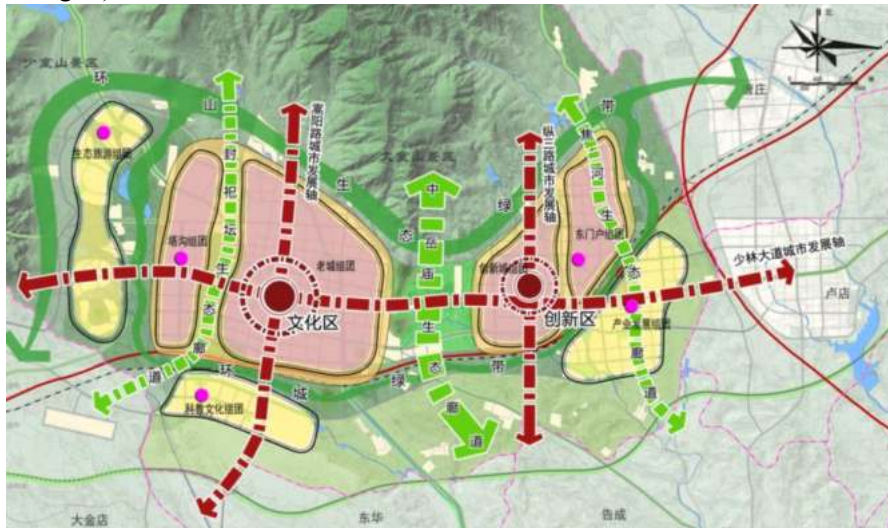 北
少室山景区
唐庄
环山生态绿带
嵩阳路城市发展轴
太室山景区
纵三路城市发展轴
封祀坛生态廊道
中岳庙生态廊道
焦河生态廊道
生态旅游组团
塔沟组团
老城组团
创新城组团
东门户组团
少林大道城市发展轴
卢店
文化区
创新区
产业发展组团
环城绿带
科教文化组团
大金店
东华
告成